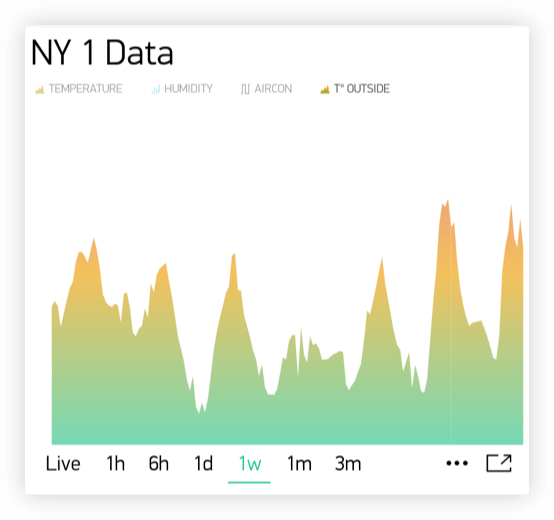 NY 1 Data
TEMPERATURE HUMIDITY AIRCON T° OUTSIDE
Live 1h 6h 1d 1w 1m 3m